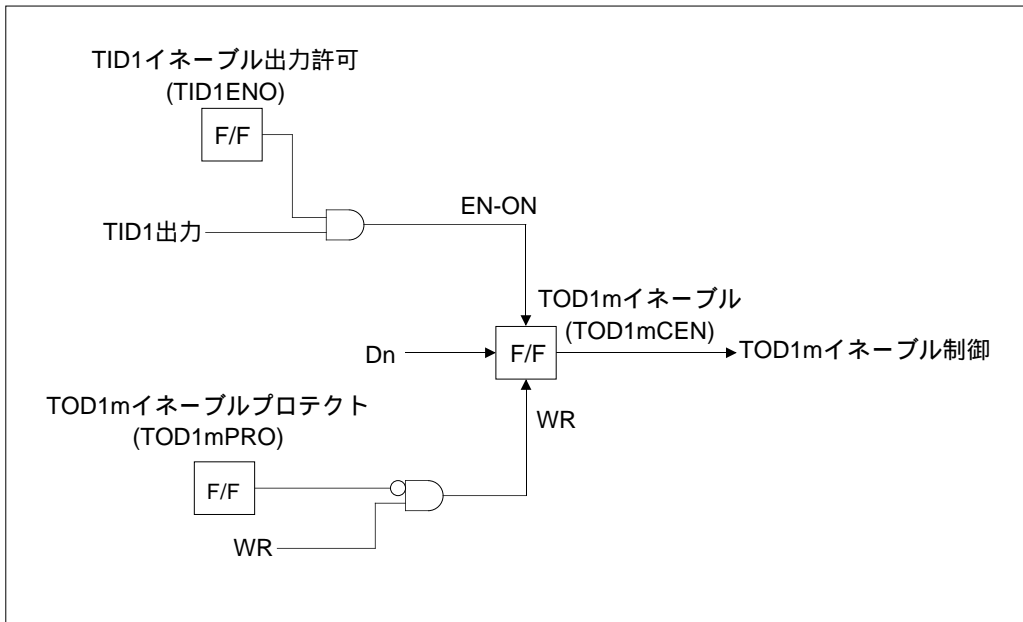 TID1イネーブル出力許可
(TID1ENO)
F/F
TID1出力
EN-ON
TOD1mイネーブル
(TOD1mCEN)
Dn
F/F
TOD1mイネーブル制御
TOD1mイネーブルプロテクト
(TOD1mPRO)
WR
F/F
WR